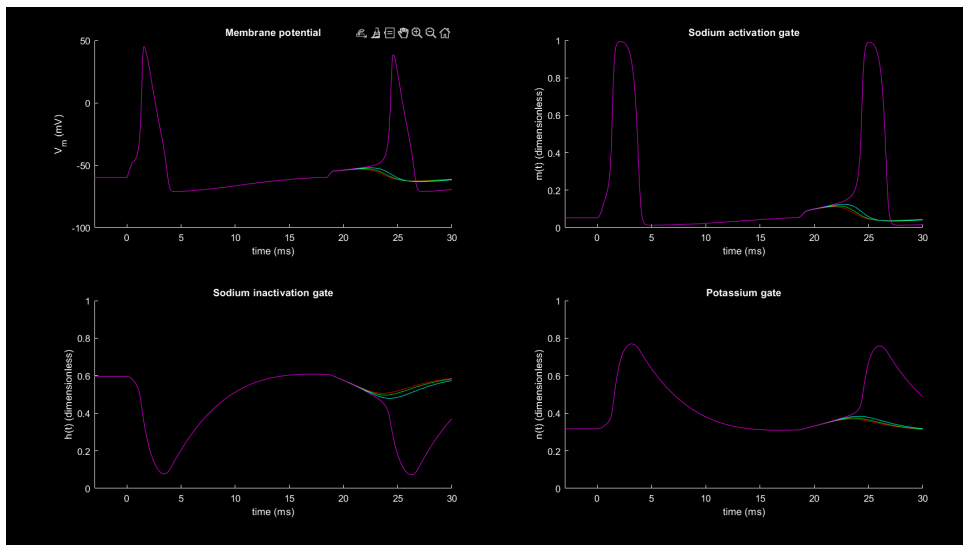 Membrane potential
50
0
-50
-100
V_m (mV)
0 5 10 15 20 25 30
time (ms)
Sodium activation gate
1
0.8
0.6
0.4
0.2
0
m(t) (dimensionless)
0 5 10 15 20 25 30
time (ms)
Sodium inactivation gate
1
0.8
0.6
0.4
0.2
0
h(t) (dimensionless)
0 5 10 15 20 25 30
time (ms)
Potassium gate
1
0.8
0.6
0.4
0.2
0
n(t) (dimensionless)
0 5 10 15 20 25 30
time (ms)